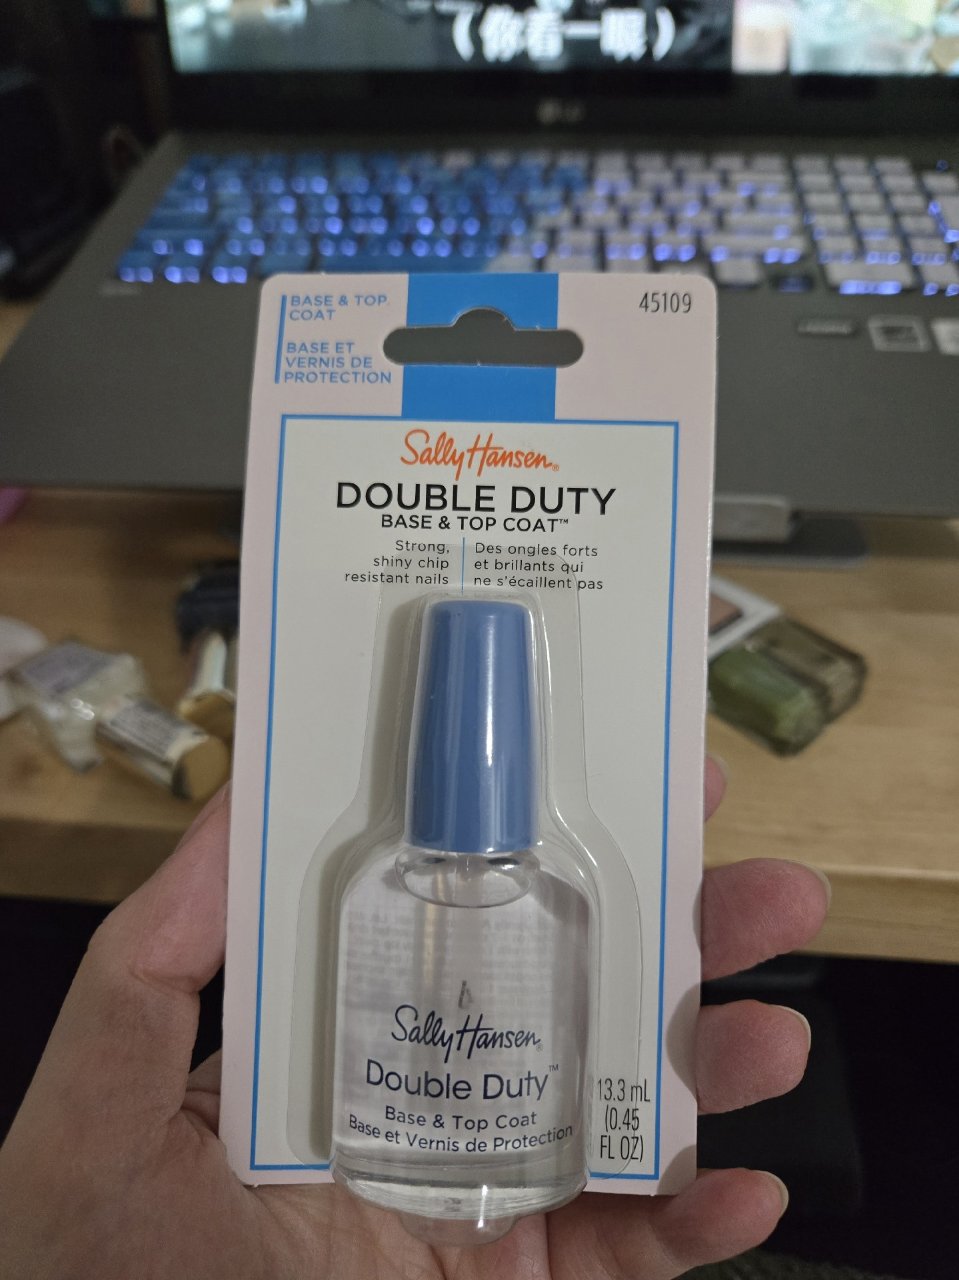 （你看一眼）
LG
BASE & TOP
COAT
BASE ET
VERNIS DE
PROTECTION
45109
Sally Hansen®
DOUBLE DUTY
BASE & TOP COAT™
Strong,
shiny chip
resistant nails
Des ongles forts
et brillants qui
ne s'écaillent pas
Sally Hansen®
Double Duty™
Base & Top Coat
Base et Vernis de Protection
13.3 mL
(0.45
FL OZ)